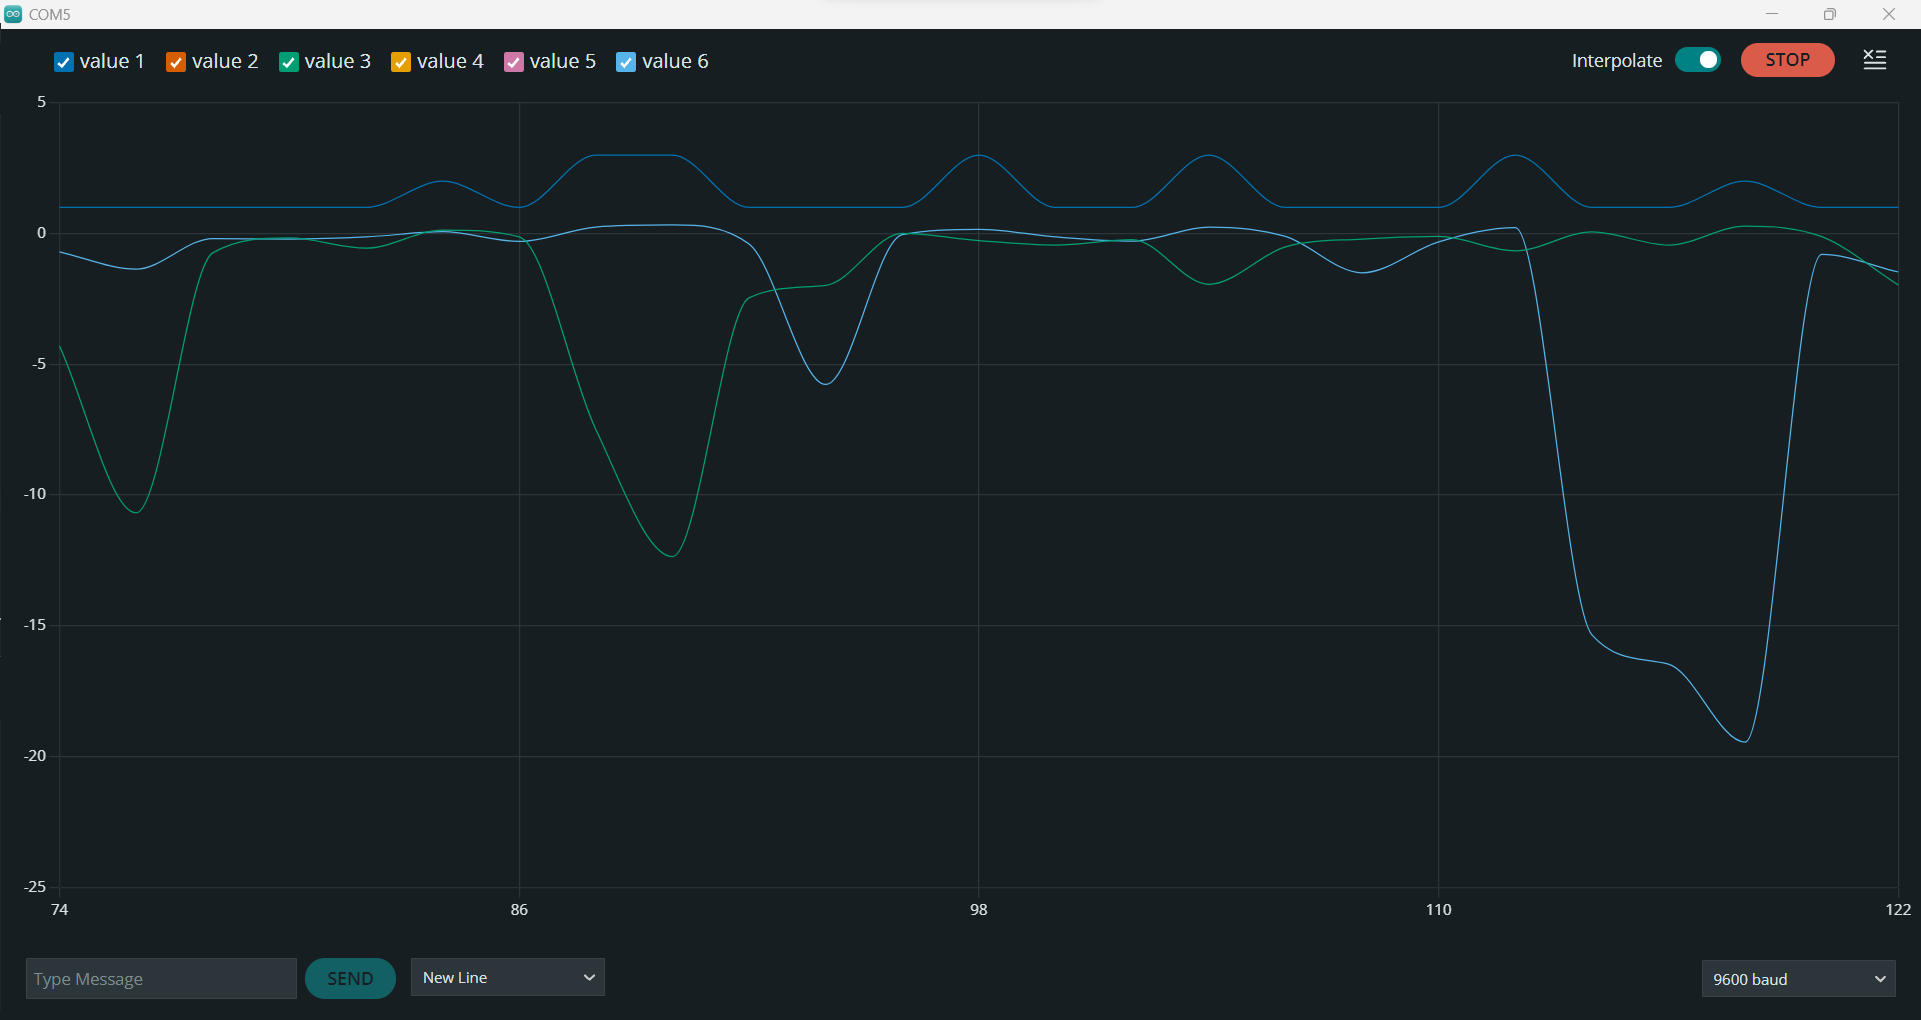 COM5
value 1 value 2 value 3 value 4 value 5 value 6 Interpolate STOP
5
0
-5
-10
-15
-20
-25
74 86 98 110 122
Type Message SEND New Line 9600 baud